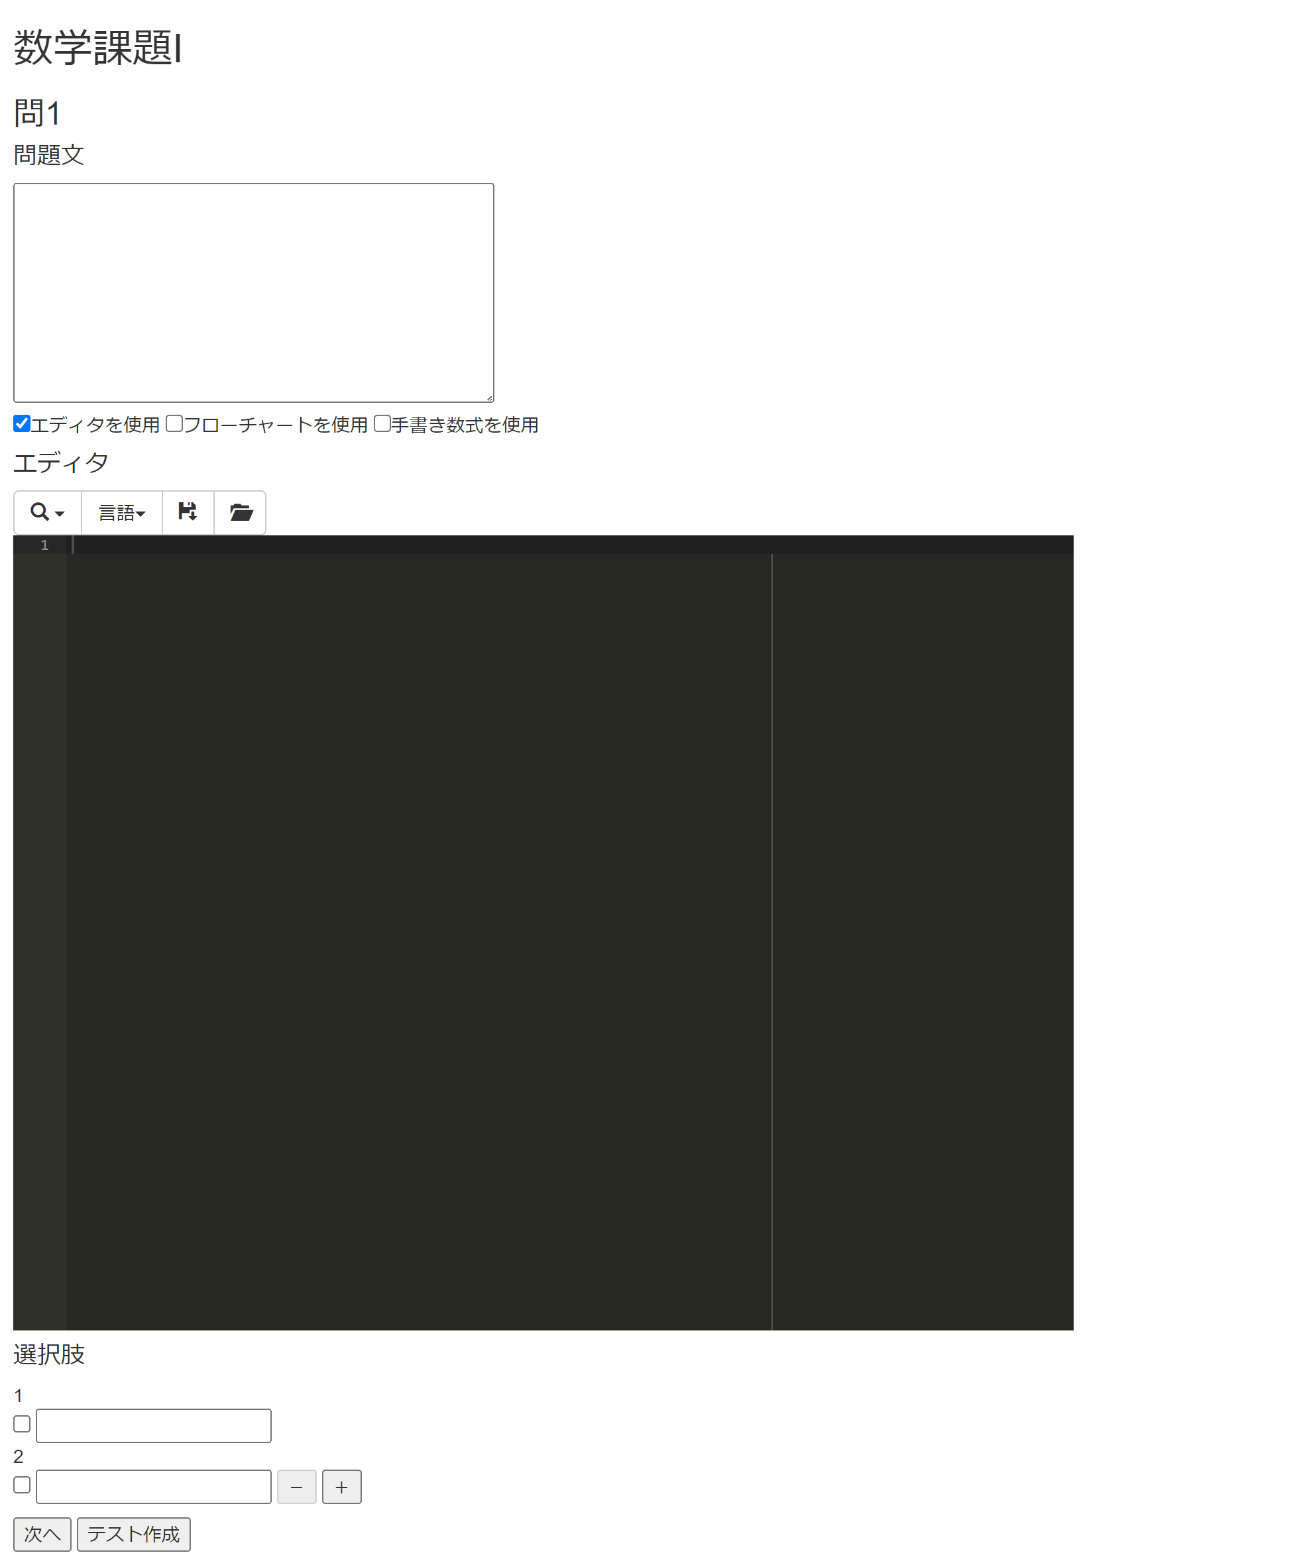 数学課題I
問1
問題文
エディタを使用 フローチャートを使用 手書き数式を使用
エディタ
言語
1
選択肢
1
2
− +
次へ テスト作成